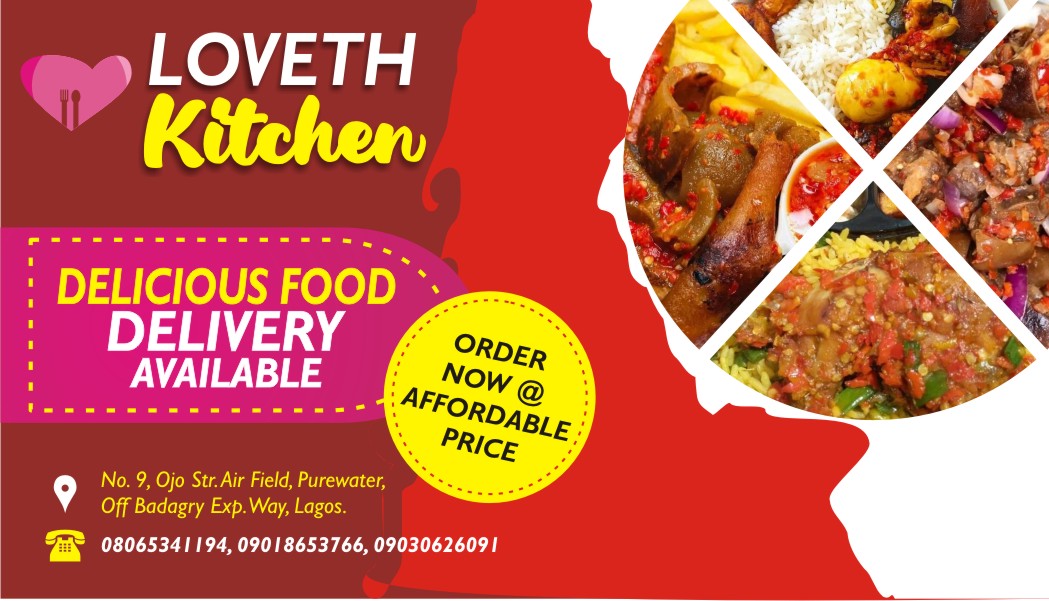 LOVETH
Kitchen
DELICIOUS FOOD
DELIVERY
AVAILABLE
ORDER
NOW @
AFFORDABLE
PRICE
No. 9, Ojo Str. Air Field, Purewater,
Off Badagry Exp. Way, Lagos.
08065341194, 09018653766, 09030626091